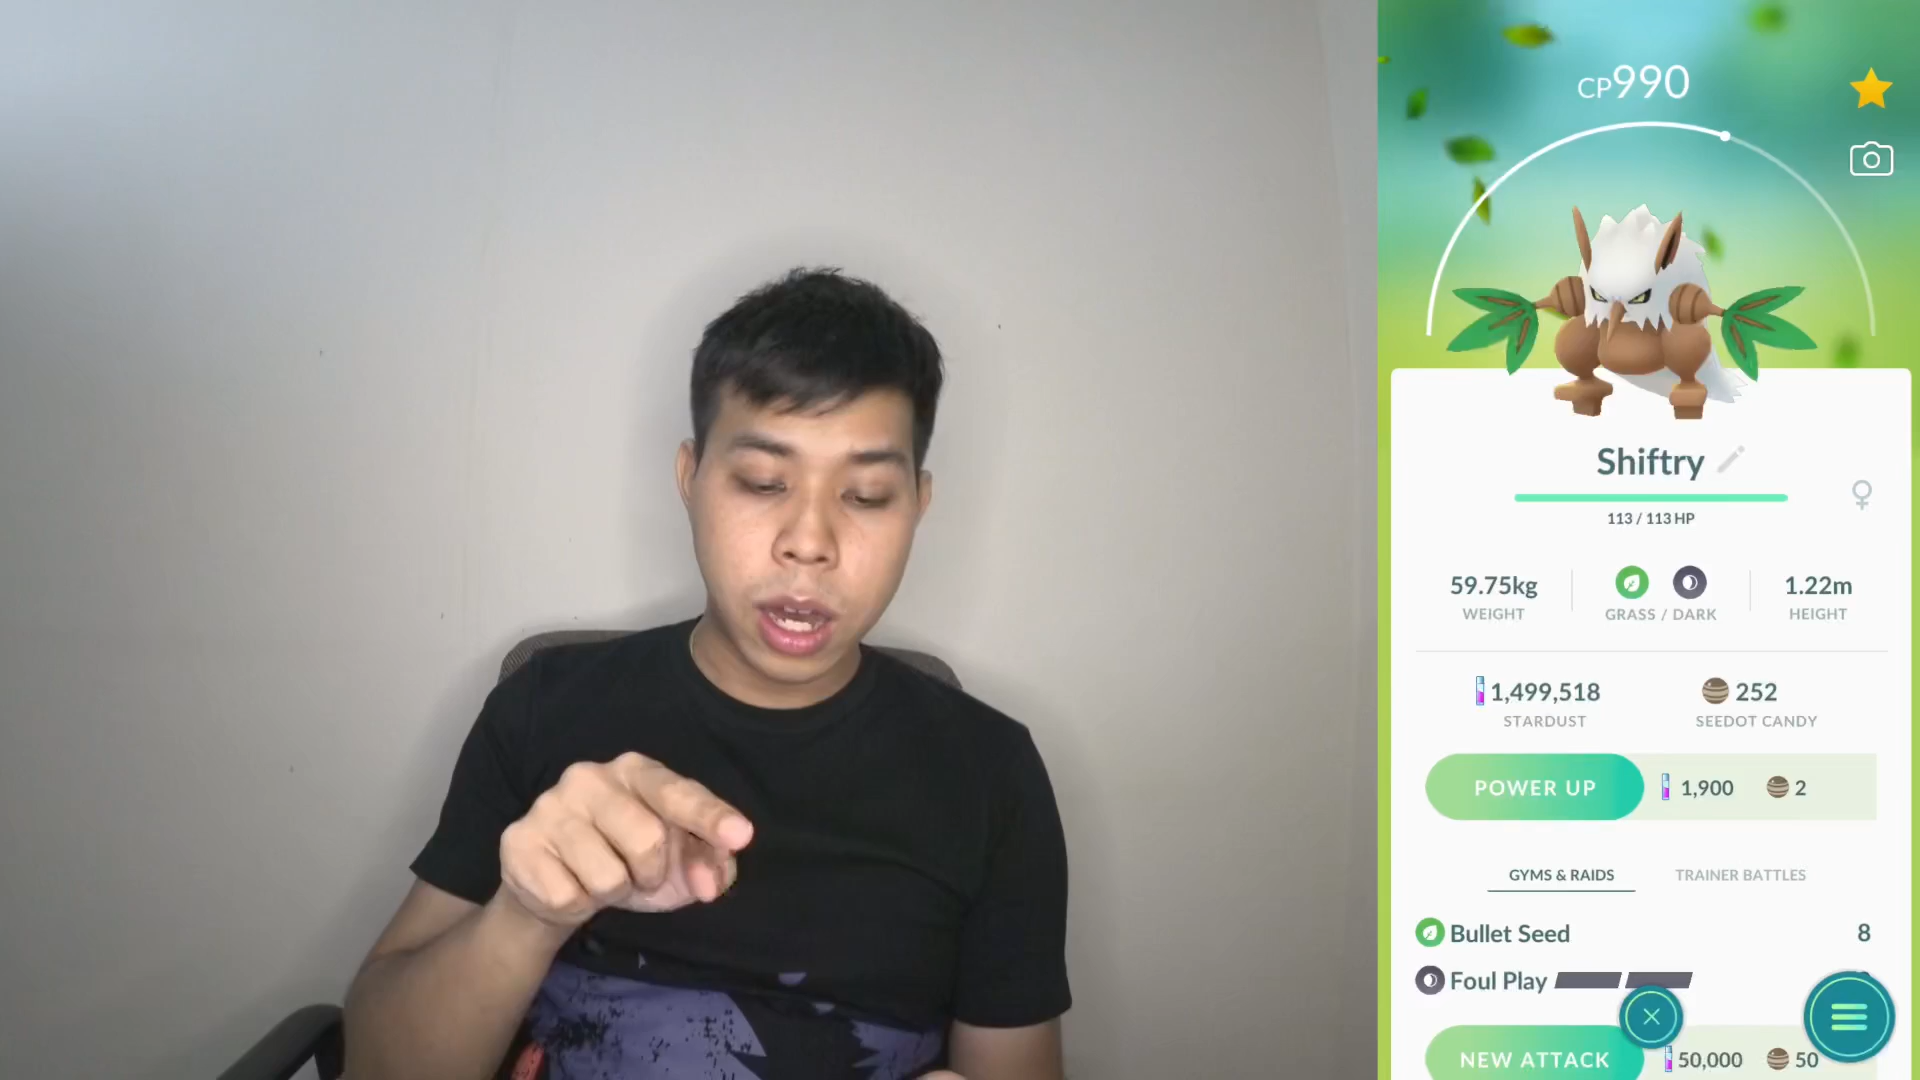 CP990
Shiftry
113 / 113 HP
59.75kg
WEIGHT
GRASS / DARK
1.22m
HEIGHT
1,499,518
STARDUST
252
SEEDOT CANDY
POWER UP 1,900 2
GYMS & RAIDS TRAINER BATTLES
Bullet Seed 8
Foul Play
NEW ATTACK 50,000 50